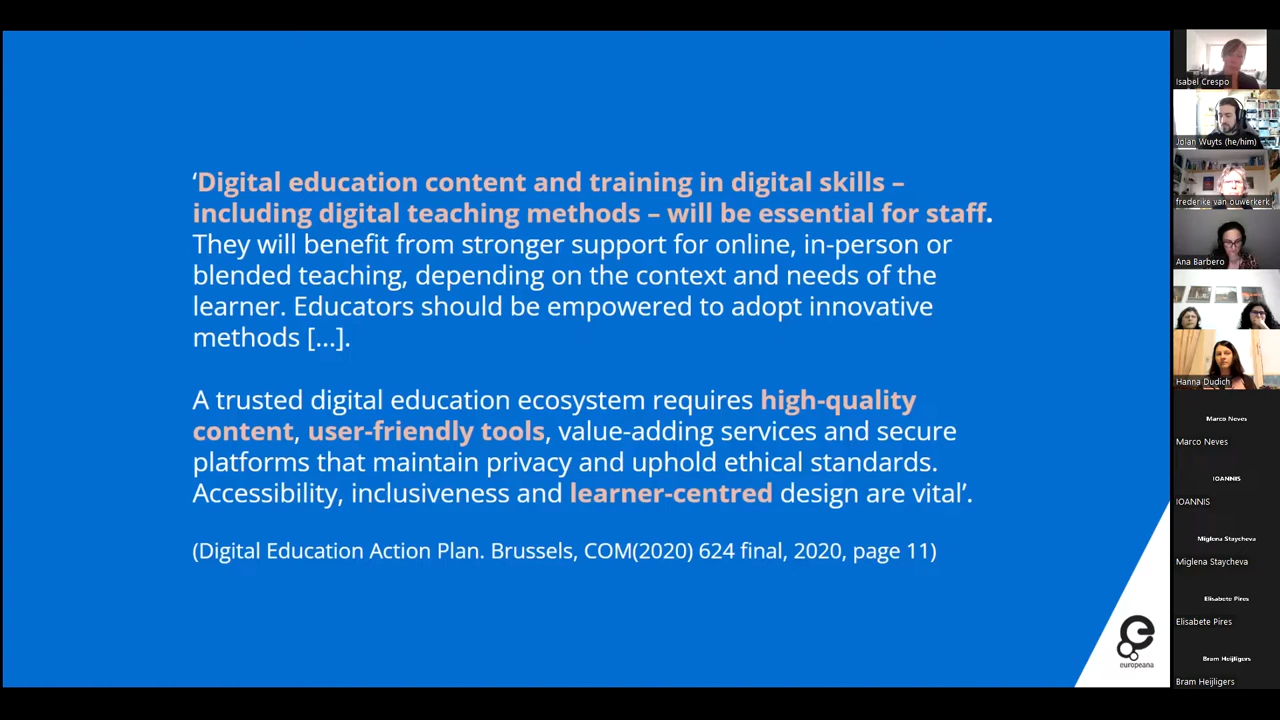 ‘Digital education content and training in digital skills –
including digital teaching methods – will be essential for staff.
They will benefit from stronger support for online, in-person or
blended teaching, depending on the context and needs of the
learner. Educators should be empowered to adopt innovative
methods [...].
A trusted digital education ecosystem requires high-quality
content, user-friendly tools, value-adding services and secure
platforms that maintain privacy and uphold ethical standards.
Accessibility, inclusiveness and learner-centred design are vital’.
(Digital Education Action Plan. Brussels, COM(2020) 624 final, 2020, page 11)
europeana
Isabel Crespo
Jolan Wuyts (he/him)
frederike van ouwerkerk
Ana Barbero
Hanna Dudich
Marco Neves
Marco Neves
IOANNIS
IOANNIS
Miglena Staycheva
Miglena Staycheva
Elisabete Pires
Elisabete Pires
Bram Heijligers
Bram Heijligers